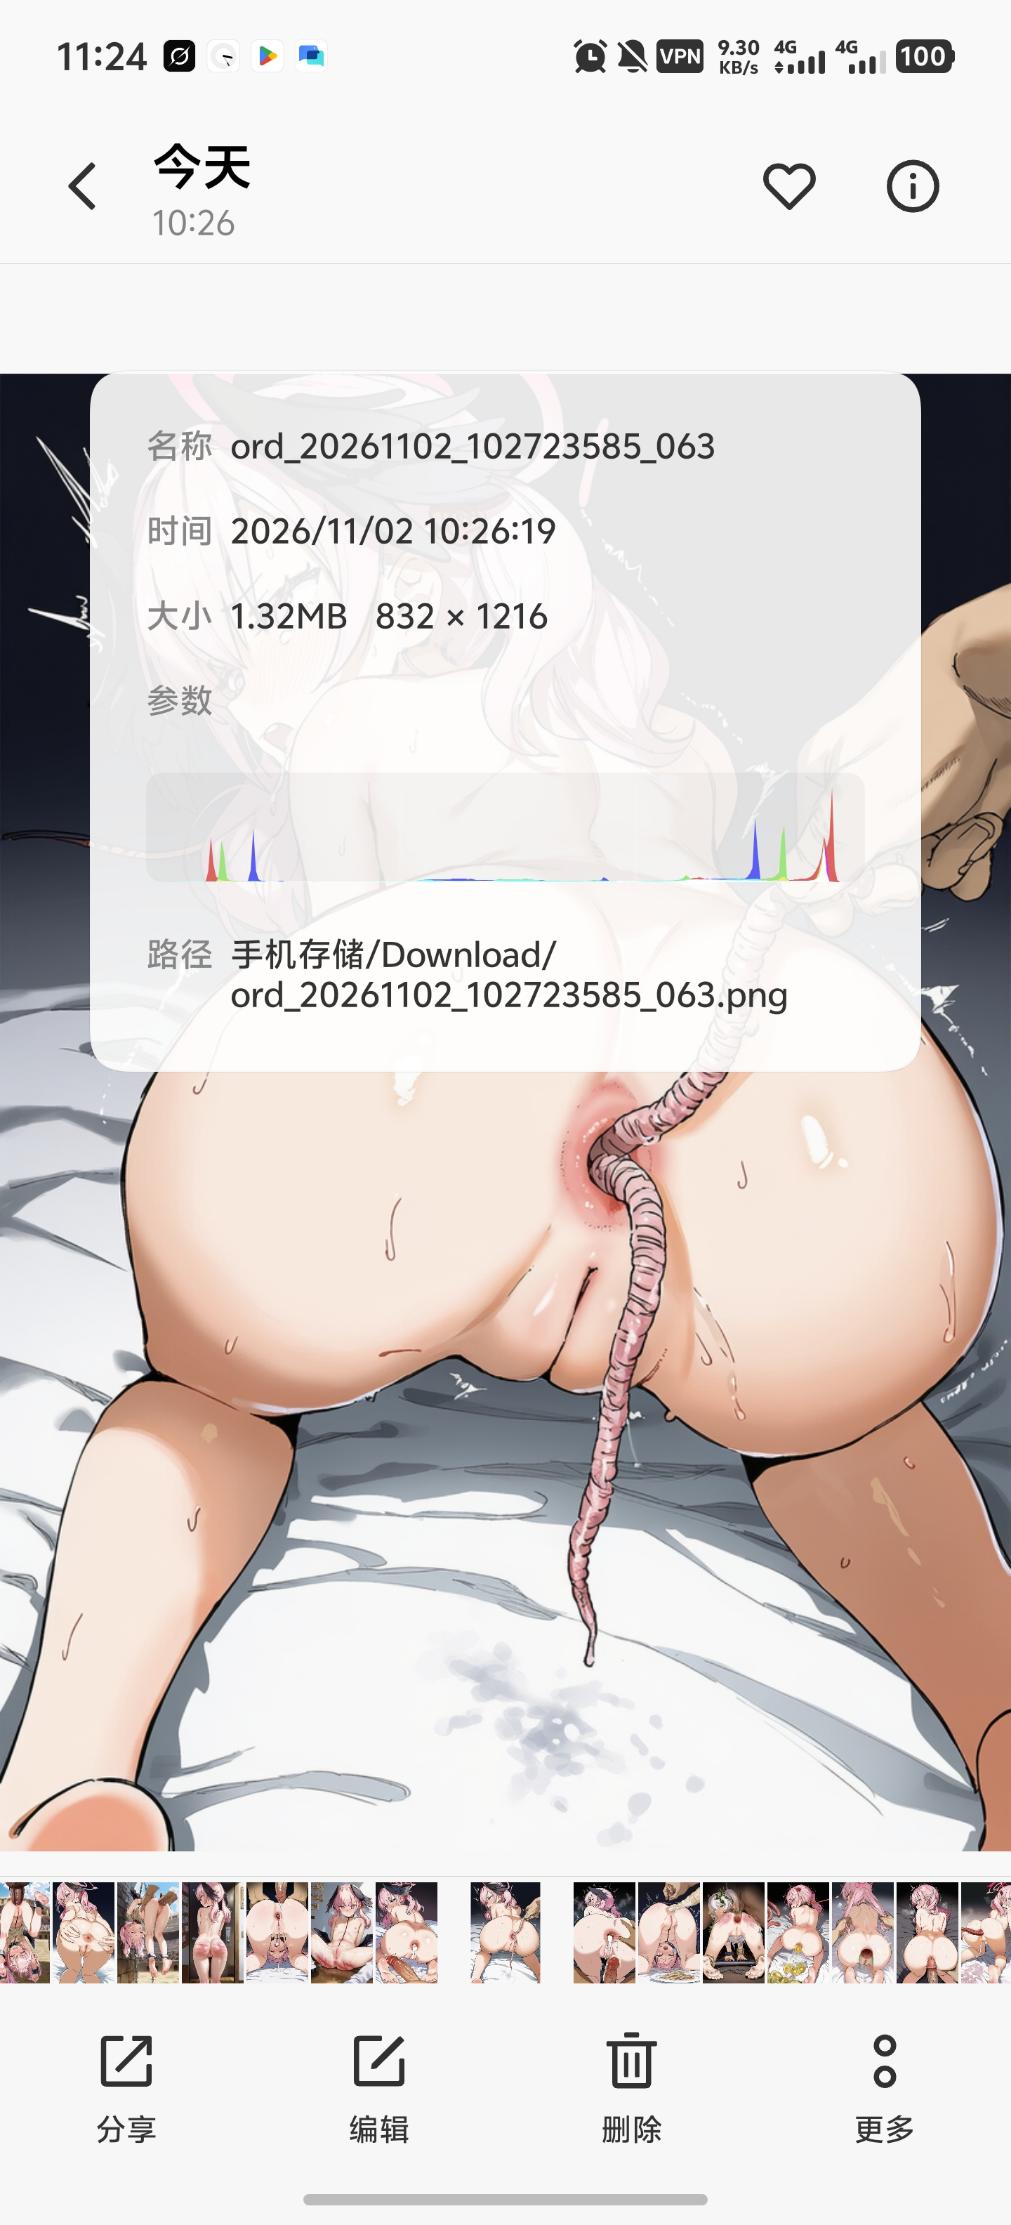 11:24
VPN
9.30
KB/s
4G
4G
100
今天
10:26
名称 ord_20261102_102723585_063
时间 2026/11/02 10:26:19
大小 1.32MB 832 × 1216
参数
路径 手机存储/Download/
ord_20261102_102723585_063.png
分享
编辑
删除
更多